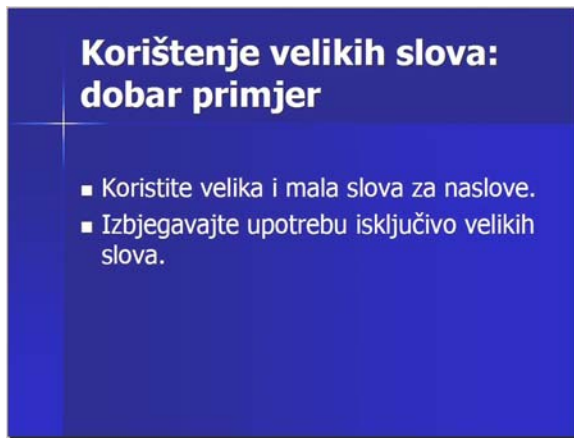 Korištenje velikih slova:
dobar primjer
Koristite velika i mala slova za naslove.
Izbjegavajte upotrebu isključivo velikih
slova.